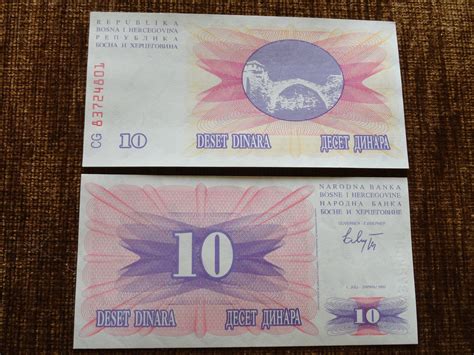 REPUBLIKA
BOSNA I HERCEGOVINA
РЕПУБЛИКА
БОСНА И ХЕРЦЕГОВИНА
CG 83724801
10
DESET DINARA
ДЕСЕТ ДИНАРА
NARODNA BANKA
BOSNE I HERCEGOVINE
НАРОДНА БАНКА
БОСНЕ И ХЕРЦЕГОВИНЕ
10
DESET DINARA
ДЕСЕТ ДИНАРА
10